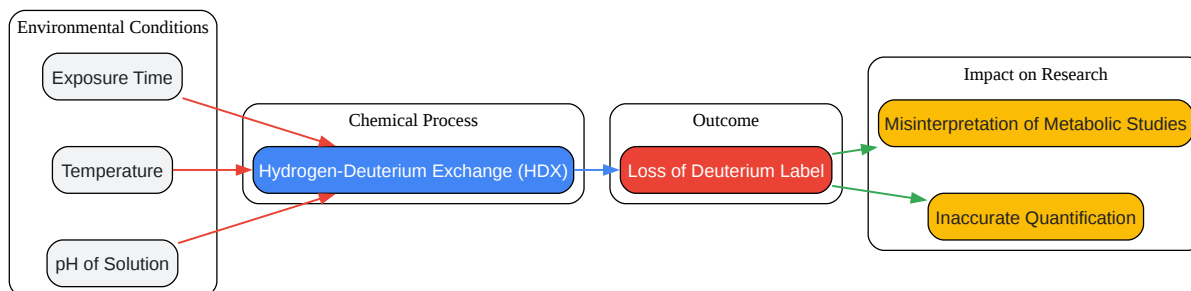 Environmental Conditions
Exposure Time
Temperature
pH of Solution
Chemical Process
Hydrogen-Deuterium Exchange (HDX)
Outcome
Loss of Deuterium Label
Impact on Research
Misinterpretation of Metabolic Studies
Inaccurate Quantification